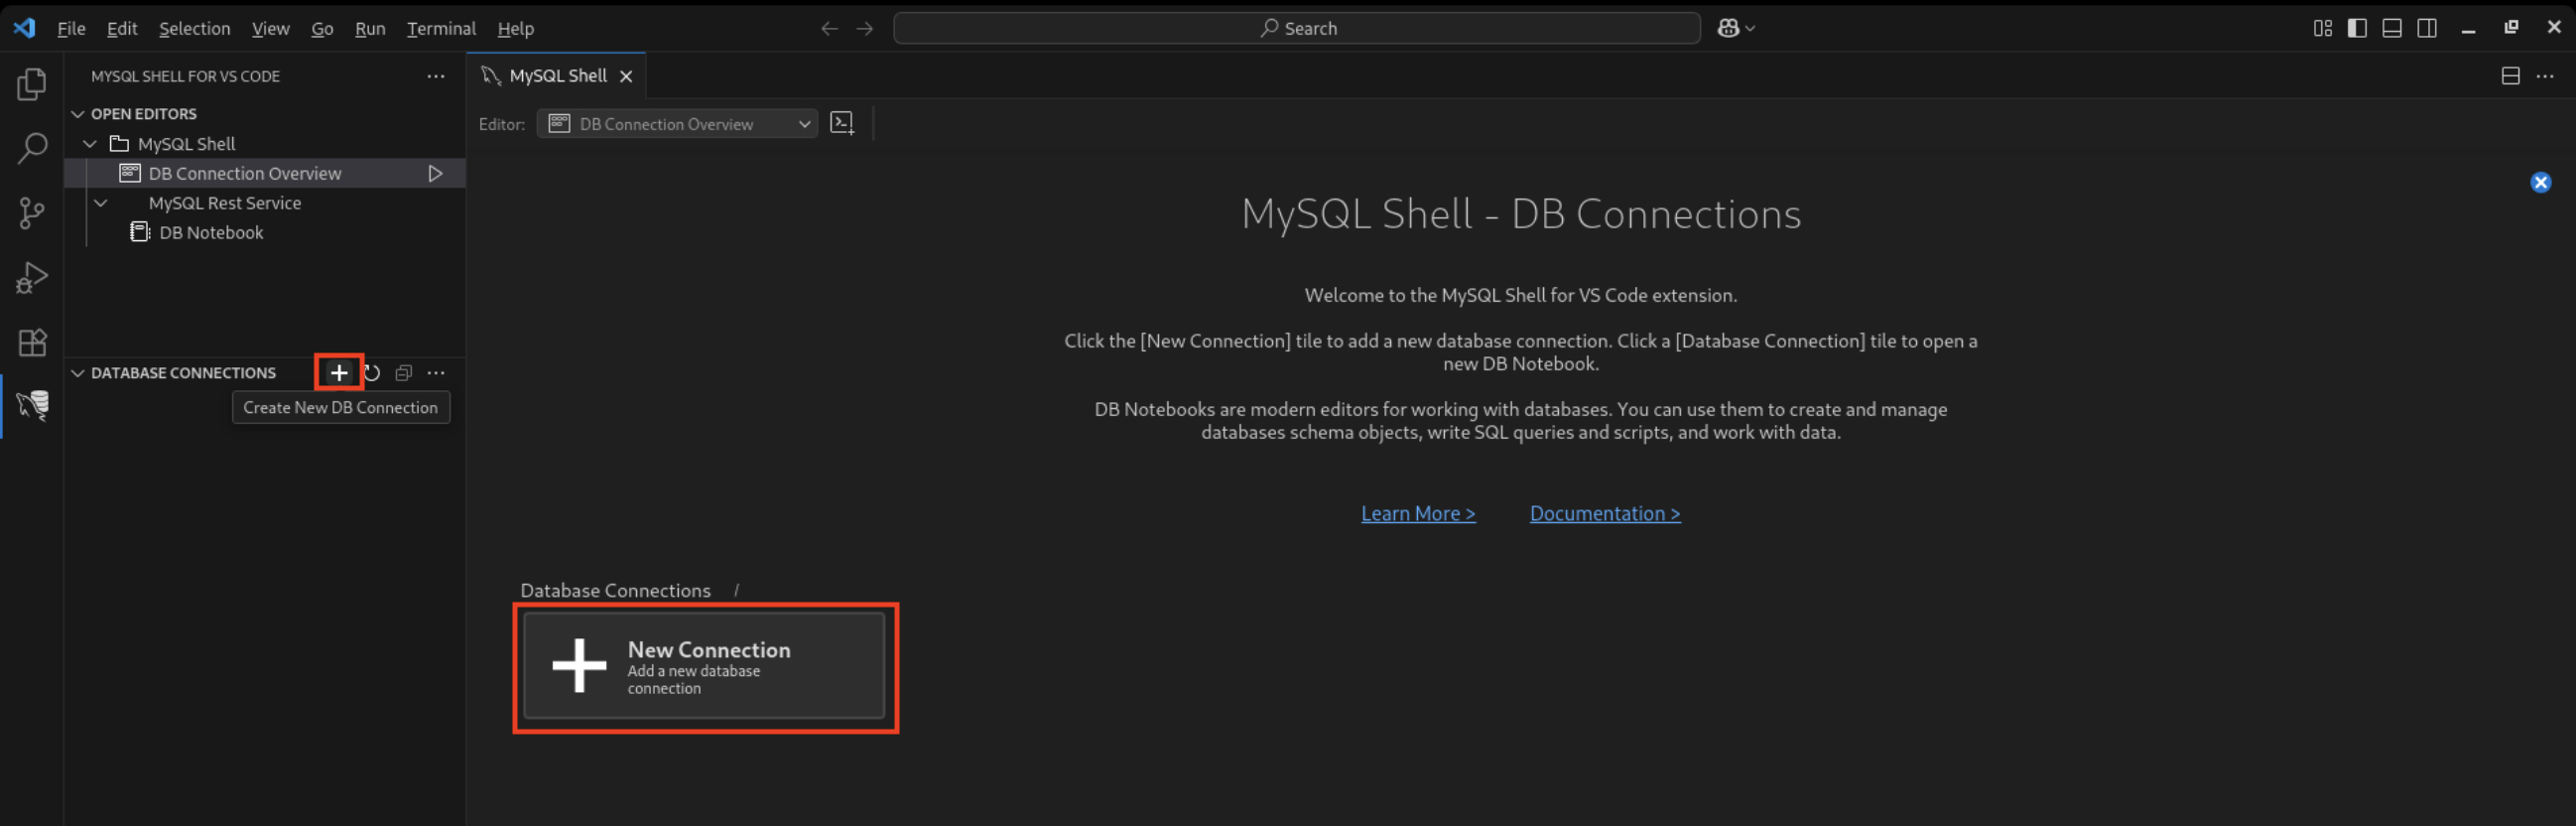 File Edit Selection View Go Run Terminal Help
Search
MYSQL SHELL FOR VS CODE
OPEN EDITORS
MySQL Shell
DB Connection Overview
MySQL Rest Service
DB Notebook
DATABASE CONNECTIONS
Create New DB Connection
MySQL Shell
Editor: DB Connection Overview
MySQL Shell - DB Connections
Welcome to the MySQL Shell for VS Code extension.
Click the [New Connection] tile to add a new database connection. Click a [Database Connection] tile to open a
new DB Notebook.
DB Notebooks are modern editors for working with databases. You can use them to create and manage
databases schema objects, write SQL queries and scripts, and work with data.
Learn More > Documentation >
Database Connections /
New Connection
Add a new database
connection